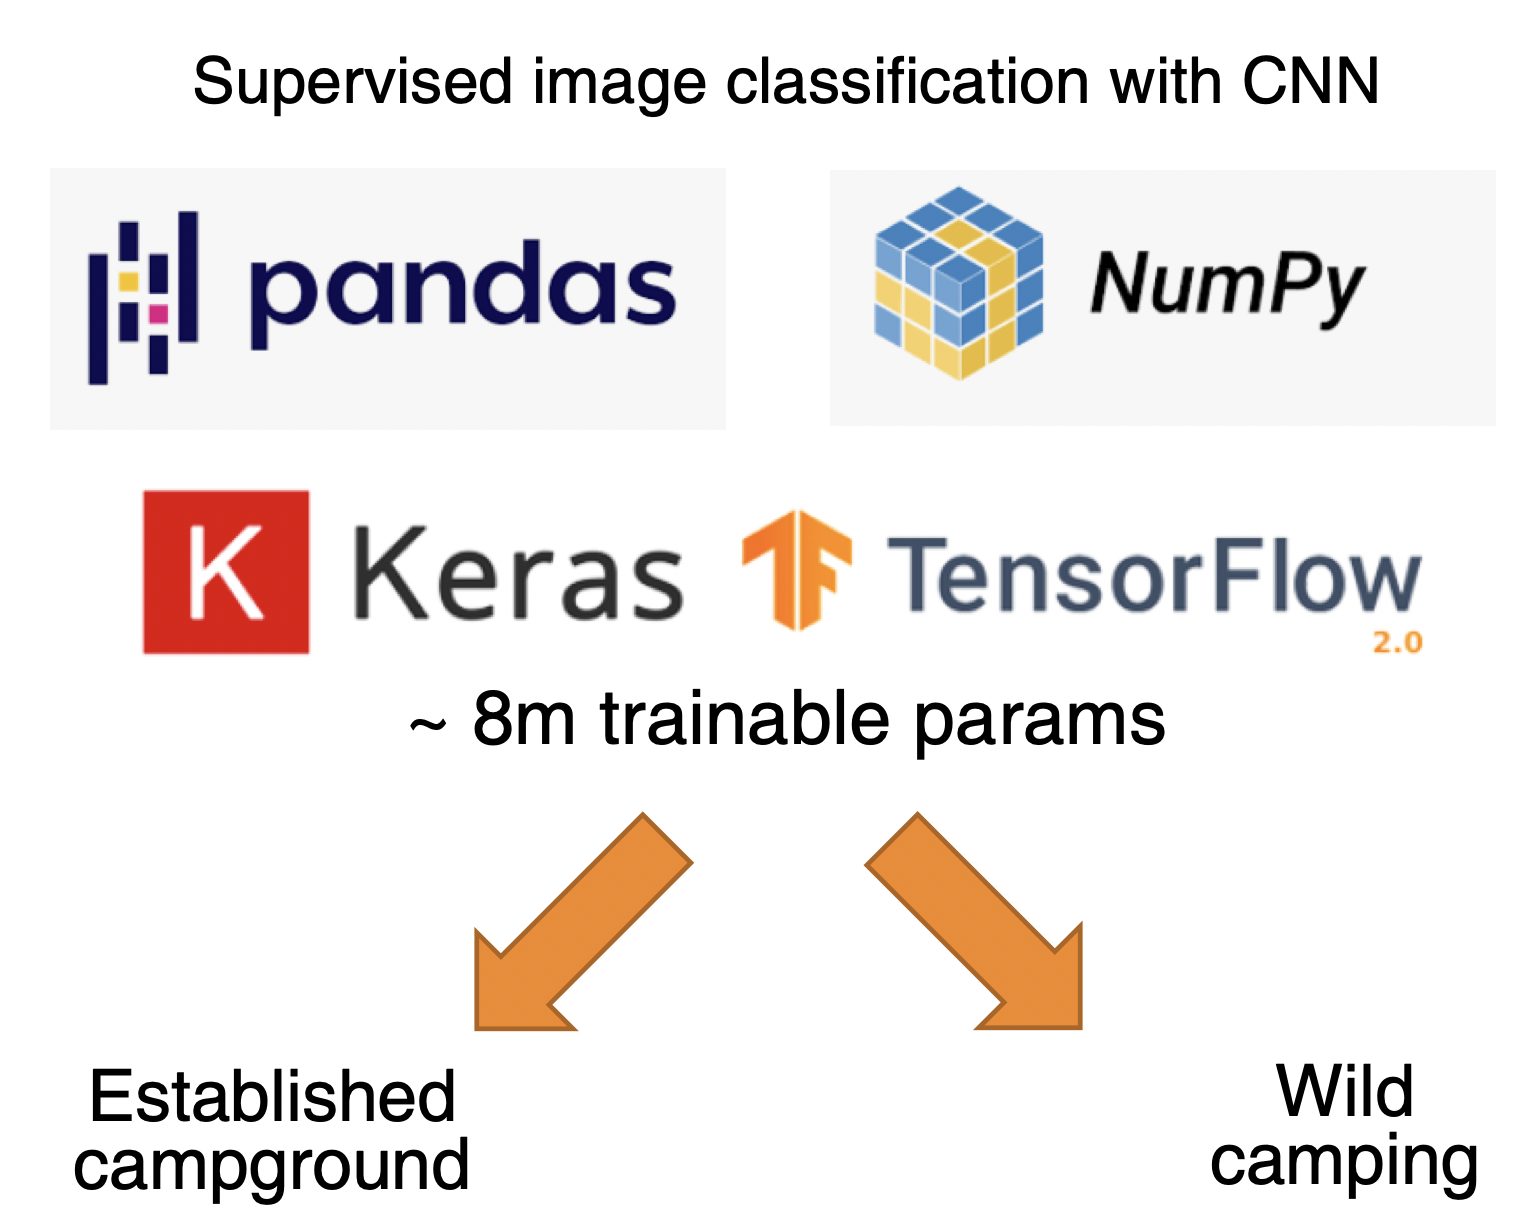 Supervised image classification with CNN
pandas
NumPy
K Keras
TensorFlow
2.0
~ 8m trainable params
Established
campground
Wild
camping